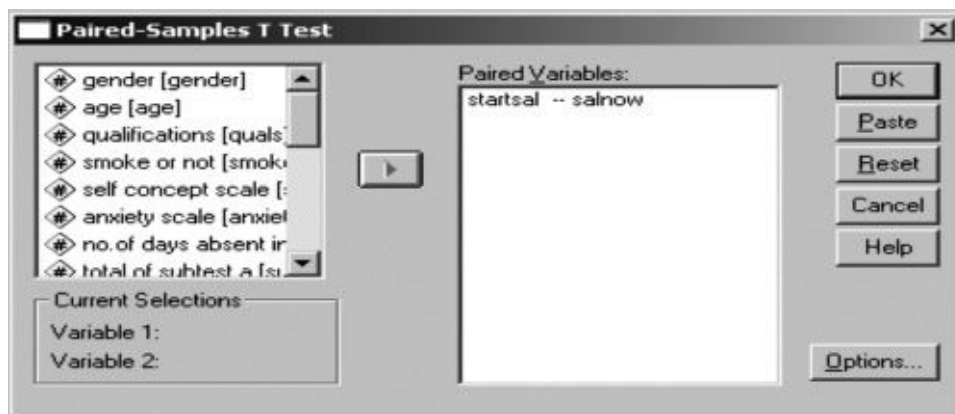 Paired-Samples T Test
gender [gender]
age [age]
qualifications [quals]
smoke or not [smok
self concept scale [
anxiety scale [anxiet
no.of days absent in
total of subtest a [su
Current Selections
Variable 1:
Variable 2:
Paired Variables:
startsal -- salnow
OK
Paste
Reset
Cancel
Help
Options...